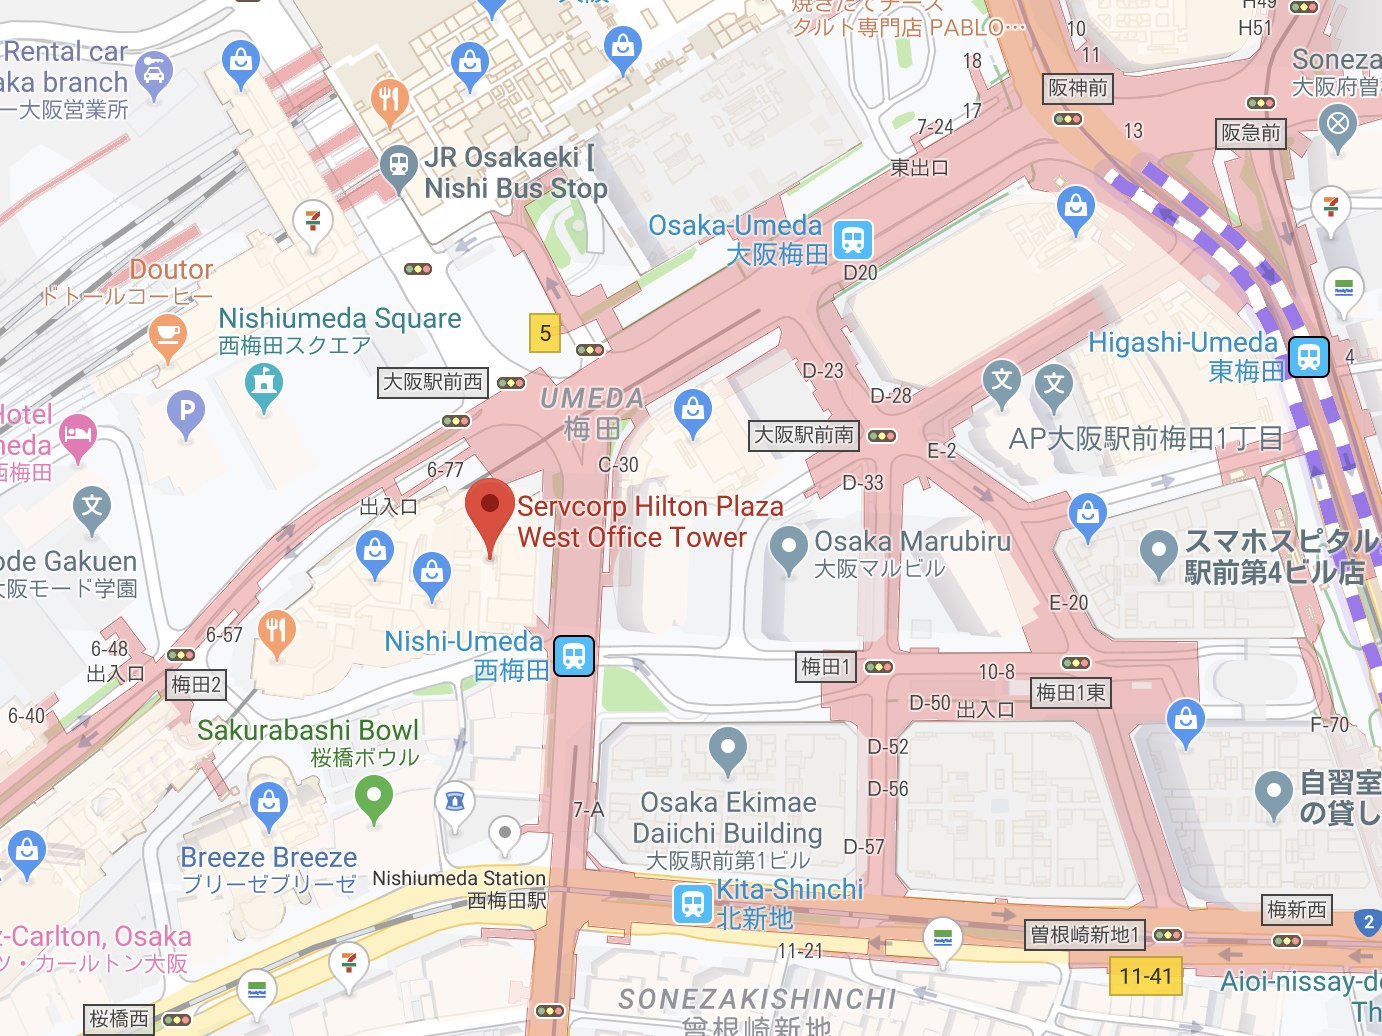 Rental car
aka branch
ー大阪営業所
大阪
焼きたてチーズ
タルト専門店 PABLO…
H49
H51
10
11
18
17
7-24
阪神前
13
阪急前
Soneza
大阪府曽
JR Osakaeki [
Nishi Bus Stop
東出口
Osaka-Umeda
大阪梅田
D20
Doutor
ドトールコーヒー
Nishiumeda Square
西梅田スクエア
5
大阪駅前西
UMEDA
梅田
P
D-23
D-28
Higashi-Umeda
東梅田
4
Hotel
meda
西梅田
文
文
文
大阪駅前南
E-2
AP大阪駅前梅田1丁目
6-77
C-30
出入口
D-33
Servcorp Hilton Plaza
West Office Tower
Osaka Marubiru
大阪マルビル
スマホスピタル
駅前第4ビル店
ode Gakuen
大阪モード学園
E-20
6-57
6-48
出入口
Nishi-Umeda
西梅田
梅田2
梅田1
10-8
梅田1東
D-50
出入口
6-40
F-70
Sakurabashi Bowl
桜橋ボウル
D-52
D-56
7-A
Osaka Ekimae
Daiichi Building
大阪駅前第1ビル
D-57
自習室
の貸し
Breeze Breeze
ブリーゼブリーゼ
Nishiumeda Station
西梅田駅
Kita-Shinchi
北新地
z-Carlton, Osaka
ツ・カールトン大阪
梅新西
2
曽根崎新地1
11-21
11-41
Aioi-nissay-do
Th
SONEZAKISHINCHI
曽根崎新地
桜橋西